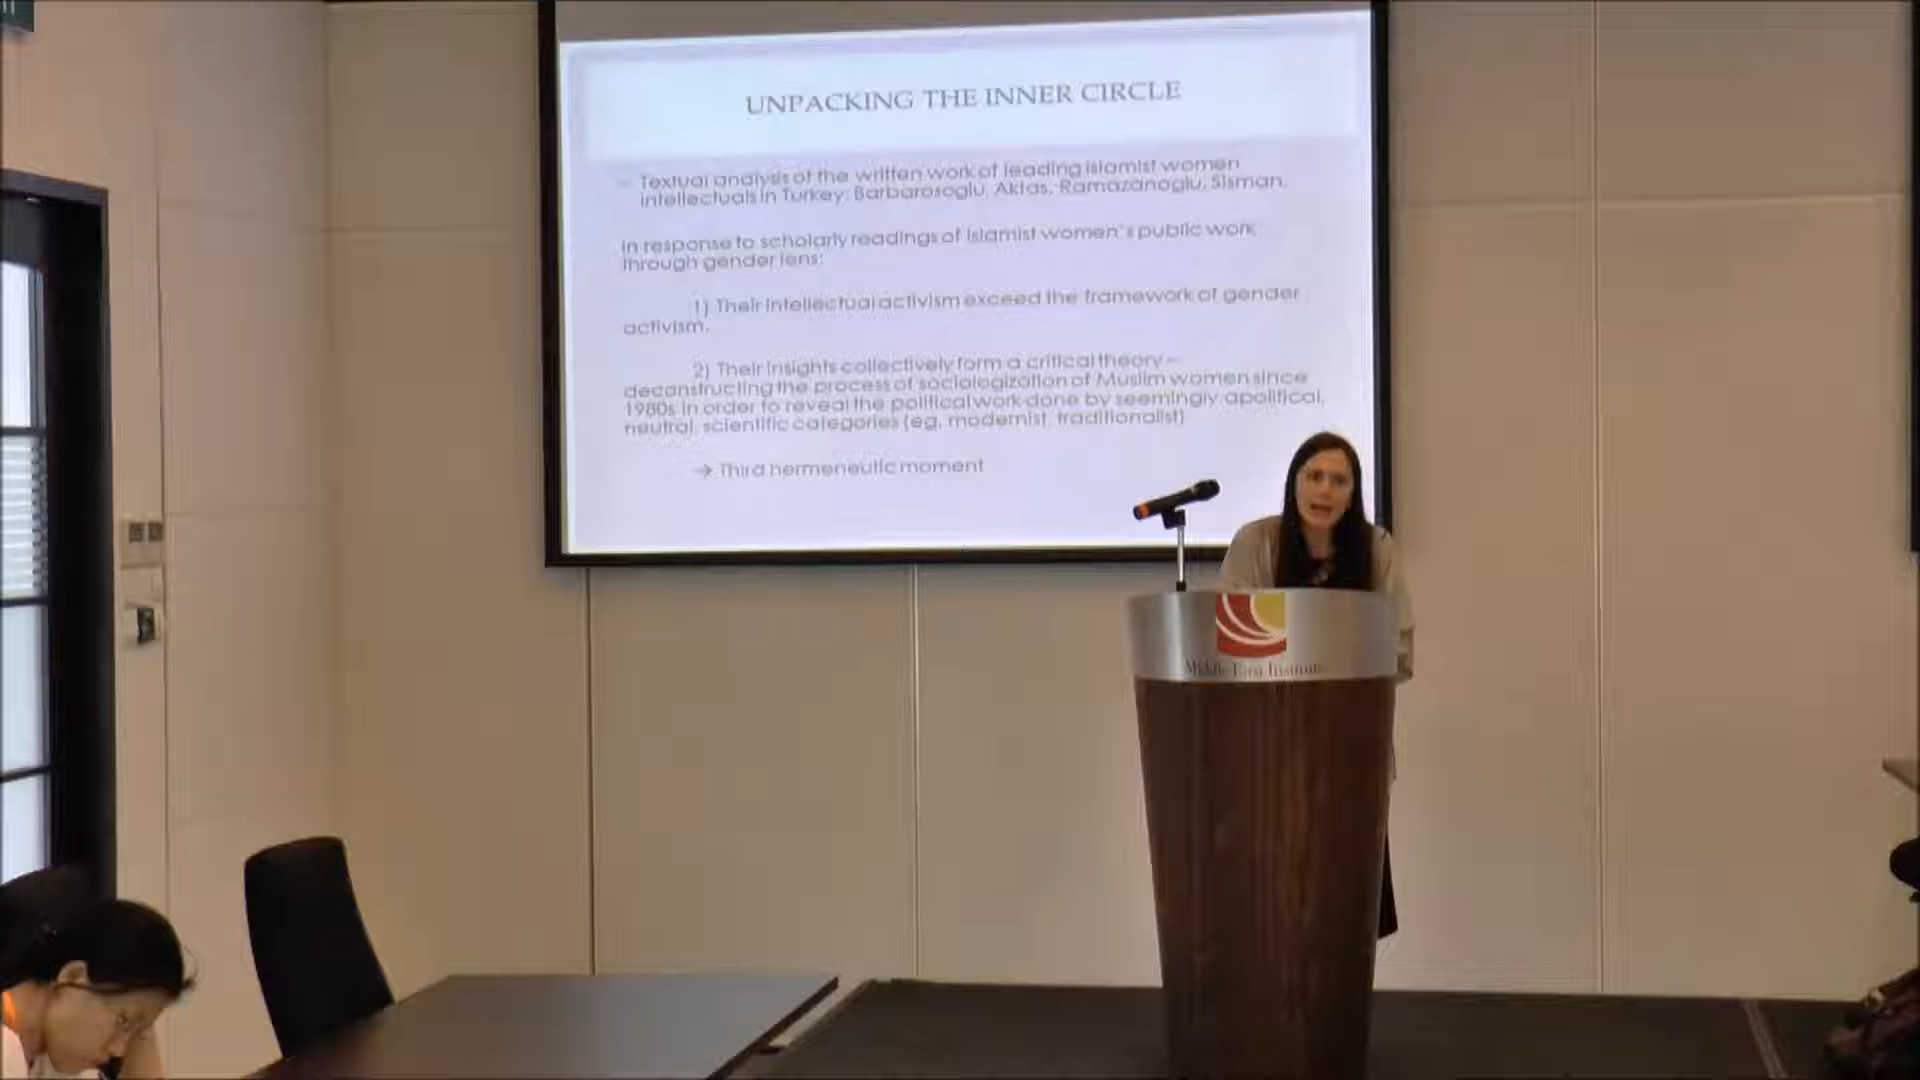 UNPACKING THE INNER CIRCLE
Textual analysis of the written work of leading Islamist women
intellectuals in Turkey: Barbarosoglu, Aktas, Ramazanoglu, Sisman.
In response to scholarly readings of Islamist women's public work
through gender lens:
1) Their intellectual activism exceed the framework of gender
activism.
2) Their insights collectively form a critical theory –
deconstructing the process of sociologization of Muslim women since
1980s in order to reveal the political work done by seemingly apolitical,
neutral, scientific categories (eg. modernist, traditionalist)
→ Third hermeneutic moment
Middle East Institute